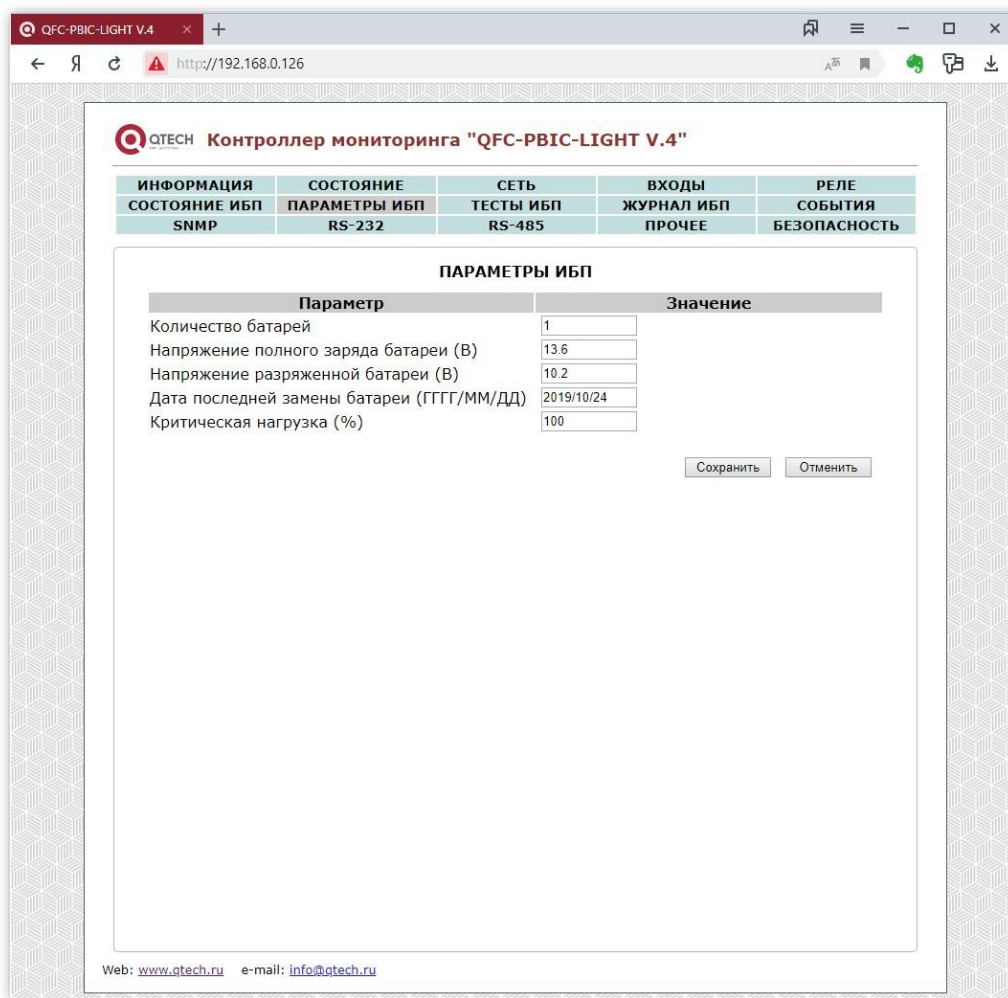 QFC-PBIC-LIGHT V.4
http://192.168.0.126
QTECH Контроллер мониторинга "QFC-PBIC-LIGHT V.4"
ИНФОРМАЦИЯ СОСТОЯНИЕ СЕТЬ ВХОДЫ РЕЛЕ
СОСТОЯНИЕ ИБП ПАРАМЕТРЫ ИБП ТЕСТЫ ИБП ЖУРНАЛ ИБП СОБЫТИЯ
SNMP RS-232 RS-485 ПРОЧЕЕ БЕЗОПАСНОСТЬ
ПАРАМЕТРЫ ИБП
Параметр Значение
Количество батарей 1
Напряжение полного заряда батареи (В) 13.6
Напряжение разряженной батареи (В) 10.2
Дата последней замены батареи (ГГГГ/ММ/ДД) 2019/10/24
Критическая нагрузка (%) 100
Сохранить Отменить
Web: www.qtech.ru e-mail: info@qtech.ru